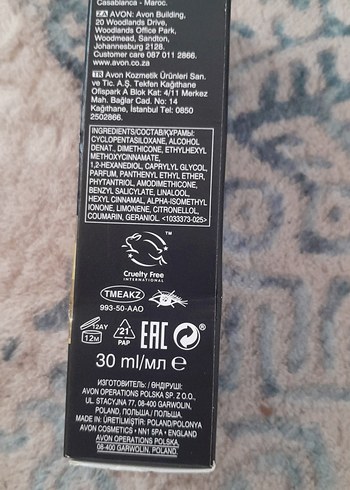 Casablanca - Maroc.
ZA AVON: Avon Building,
20 Woodlands Drive,
Woodlands Office Park,
Woodmead, Sandton,
Johannesburg 2128.
Customer care 087 011 2866.
www.avon.co.za
TR Avon Kozmetik Ürünleri San.
ve Tic. A.Ş. Tekfen Kağıthane
Ofispark A Blok Kat: 4/11 Merkez
Mah. Bağlar Cad. No: 14
Kağıthane, İstanbul Tel: 0850
2502866.
INGREDIENTS/СОСТАВ/ҚҰРАМЫ:
CYCLOPENTASILOXANE, ALCOHOL
DENAT., DIMETHICONE, ETHYLHEXYL
METHOXYCINNAMATE,
1,2-HEXANEDIOL, CAPRYLYL GLYCOL,
PARFUM, PANTHENYL ETHYL ETHER,
PHYTANTRIOL, AMODIMETHICONE,
BENZYL SALICYLATE, LINALOOL,
HEXYL CINNAMAL, ALPHA-ISOMETHYL
IONONE, LIMONENE, CITRONELLOL,
COUMARIN, GERANIOL. <1033373-025>
TM
Cruelty Free
INTERNATIONAL
TMEAKZ
993-50-AAO
12AY
12M
21
PAP
EAC
®
30 ml/мл e
ИЗГОТОВИТЕЛЬ: / ӨНДІРУШІ:
AVON OPERATIONS POLSKA SP. Z O.O.,
UL. STACYJNA 77, 08-400 GARWOLIN,
POLAND, ПОЛЬША / ПОЛЬША.
MADE IN: ÜRETİLMİŞTİR: POLAND/POLONYA
AVON COSMETICS • NN1 5PA • ENGLAND
AVON OPERATIONS POLSKA,
08-400 GARWOLIN, POLAND.